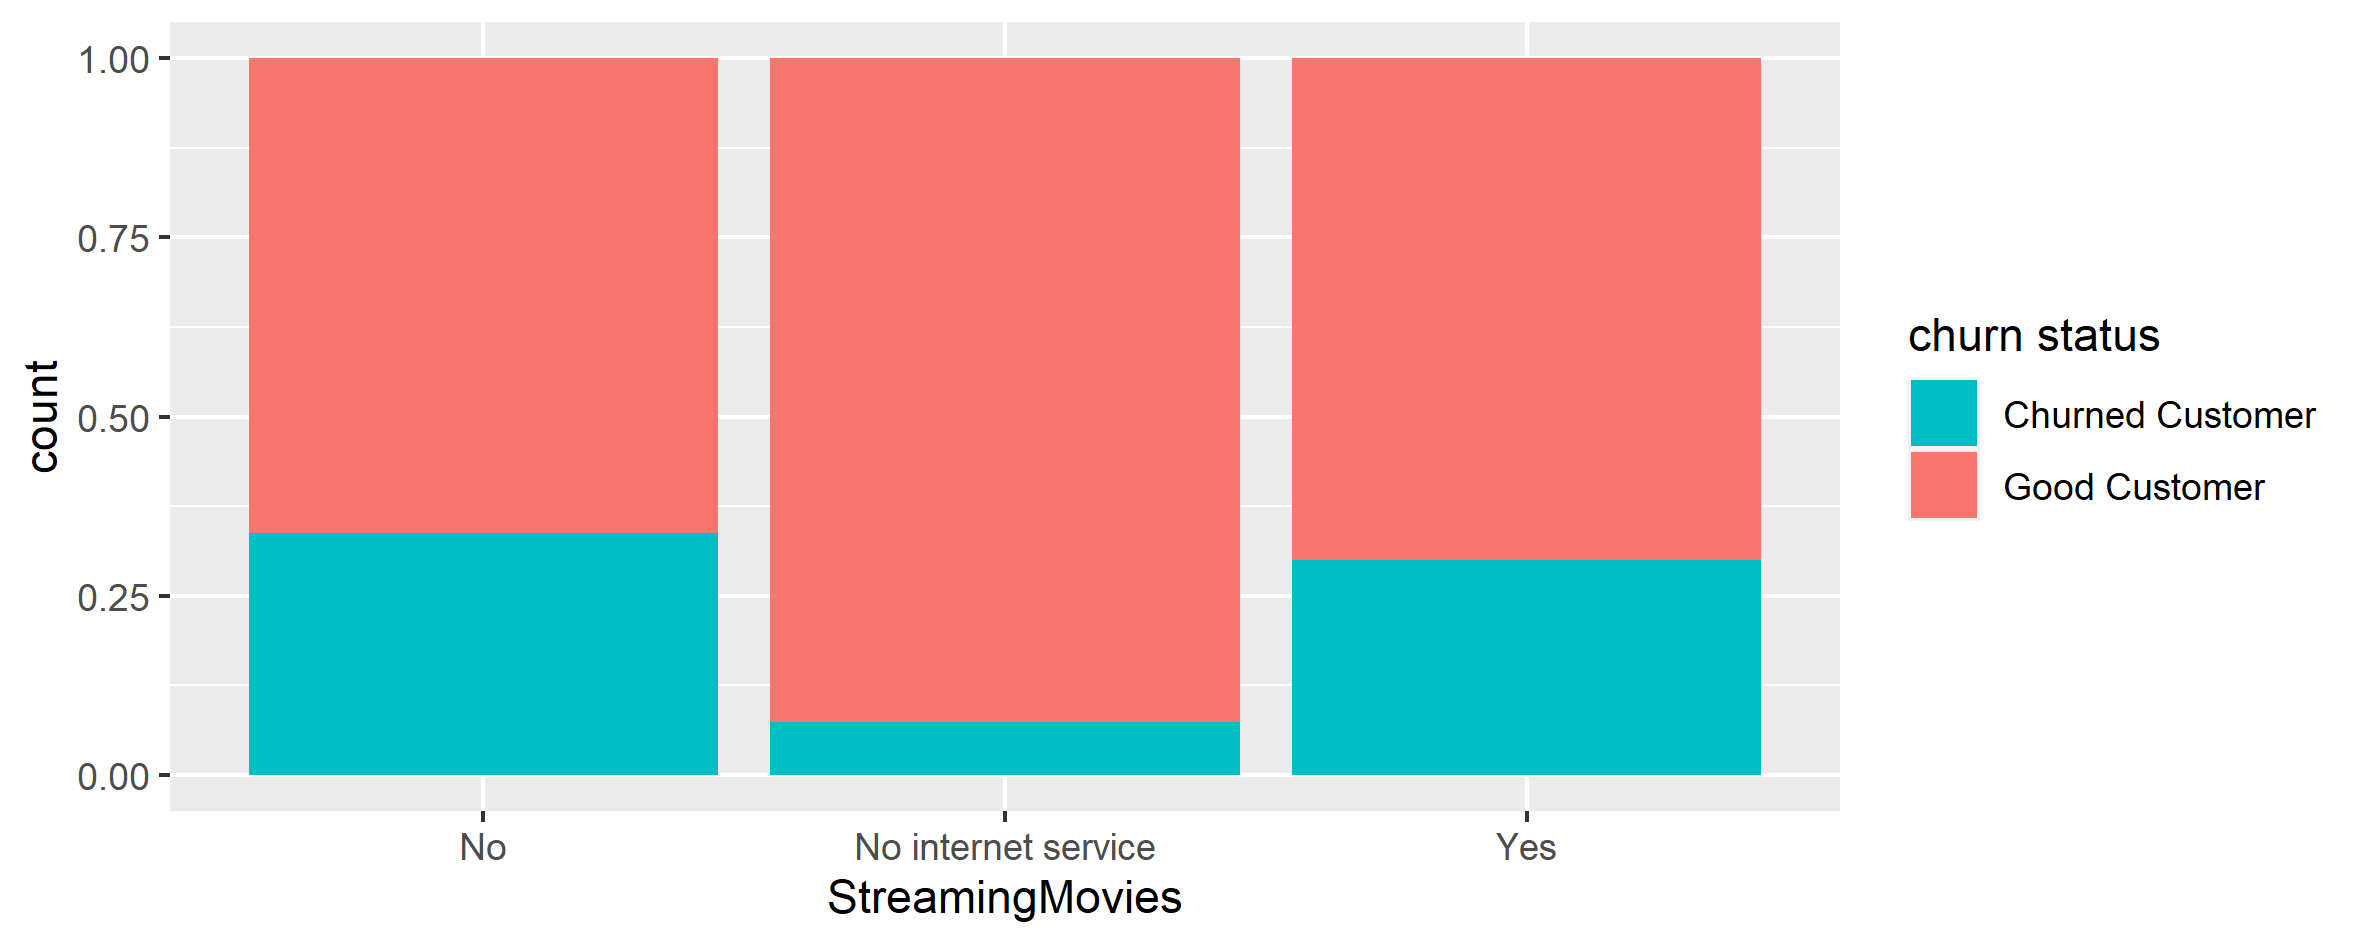 1.00
0.75
0.50
0.25
0.00
count
No
No internet service
Yes
StreamingMovies
churn status
Churned Customer
Good Customer